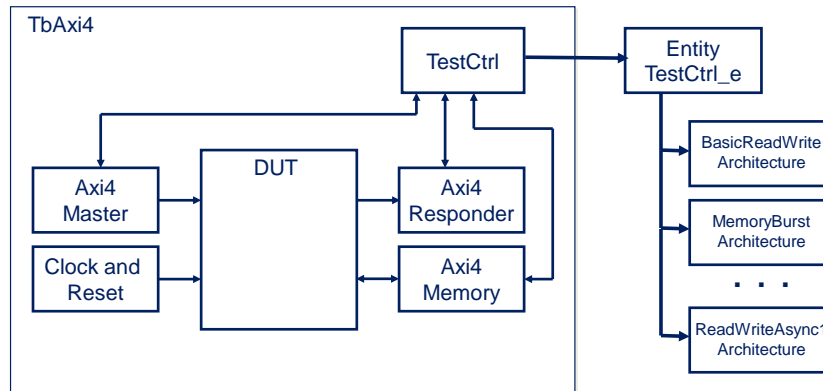 TbAxi4
TestCtrl
Entity
TestCtrl_e
BasicReadWrite
Architecture
DUT
Axi4
Master
Axi4
Responder
MemoryBurst
Architecture
Clock and
Reset
Axi4
Memory
. . .
ReadWriteAsync1
Architecture